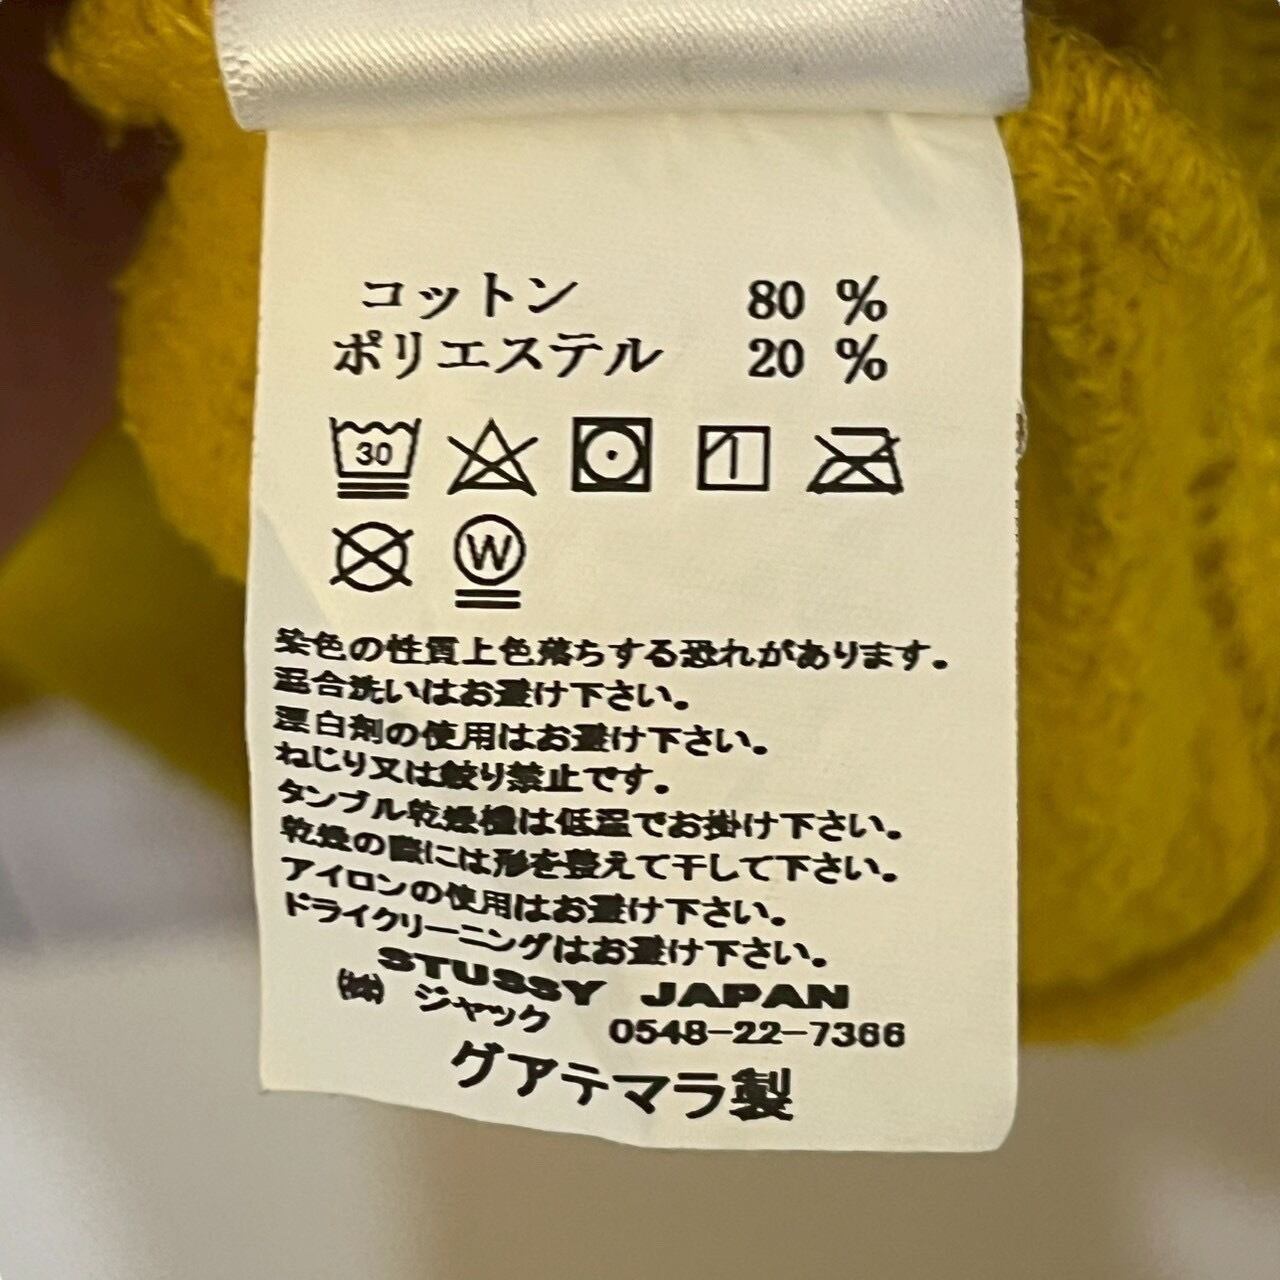 コットン 80 %
ポリエステル 20 %
30
W
染色の性質上色落ちする恐れがあります。
混合洗いはお避け下さい。
漂白剤の使用はお避け下さい。
ねじり又は絞り禁止です。
タンブル乾燥機は低温でお掛け下さい。
乾燥の際には形を整えて干して下さい。
アイロンの使用はお避け下さい。
ドライクリーニングはお避け下さい。
STUSSY JAPAN
㈱ ジャック 0548-22-7366
グアテマラ製